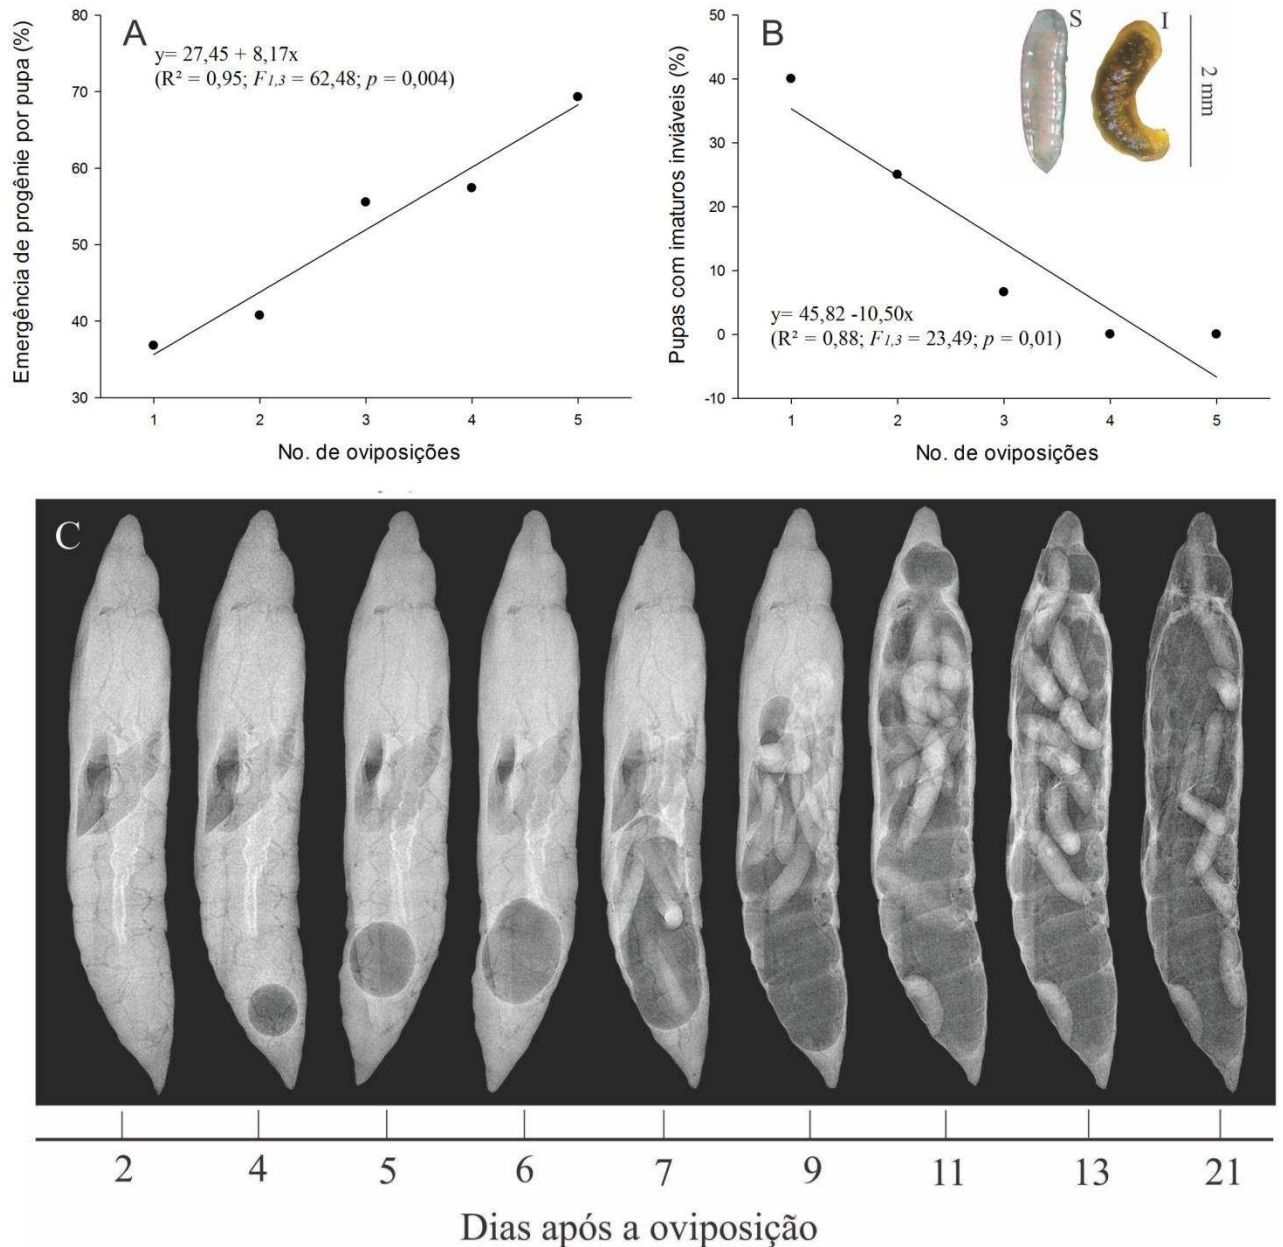 A
y= 27,45 + 8,17x
(R² = 0,95; F1,3 = 62,48; p = 0,004)
Emergência de progênie por pupa (%)
80
70
60
50
40
30
1 2 3 4 5
No. de oviposições
B
S I
2 mm
y= 45,82 -10,50x
(R² = 0,88; F1,3 = 23,49; p = 0,01)
Pupas com imaturos inviáveis (%)
50
40
30
20
10
0
-10
1 2 3 4 5
No. de oviposições
C
2 4 5 6 7 9 11 13 21
Dias após a oviposição